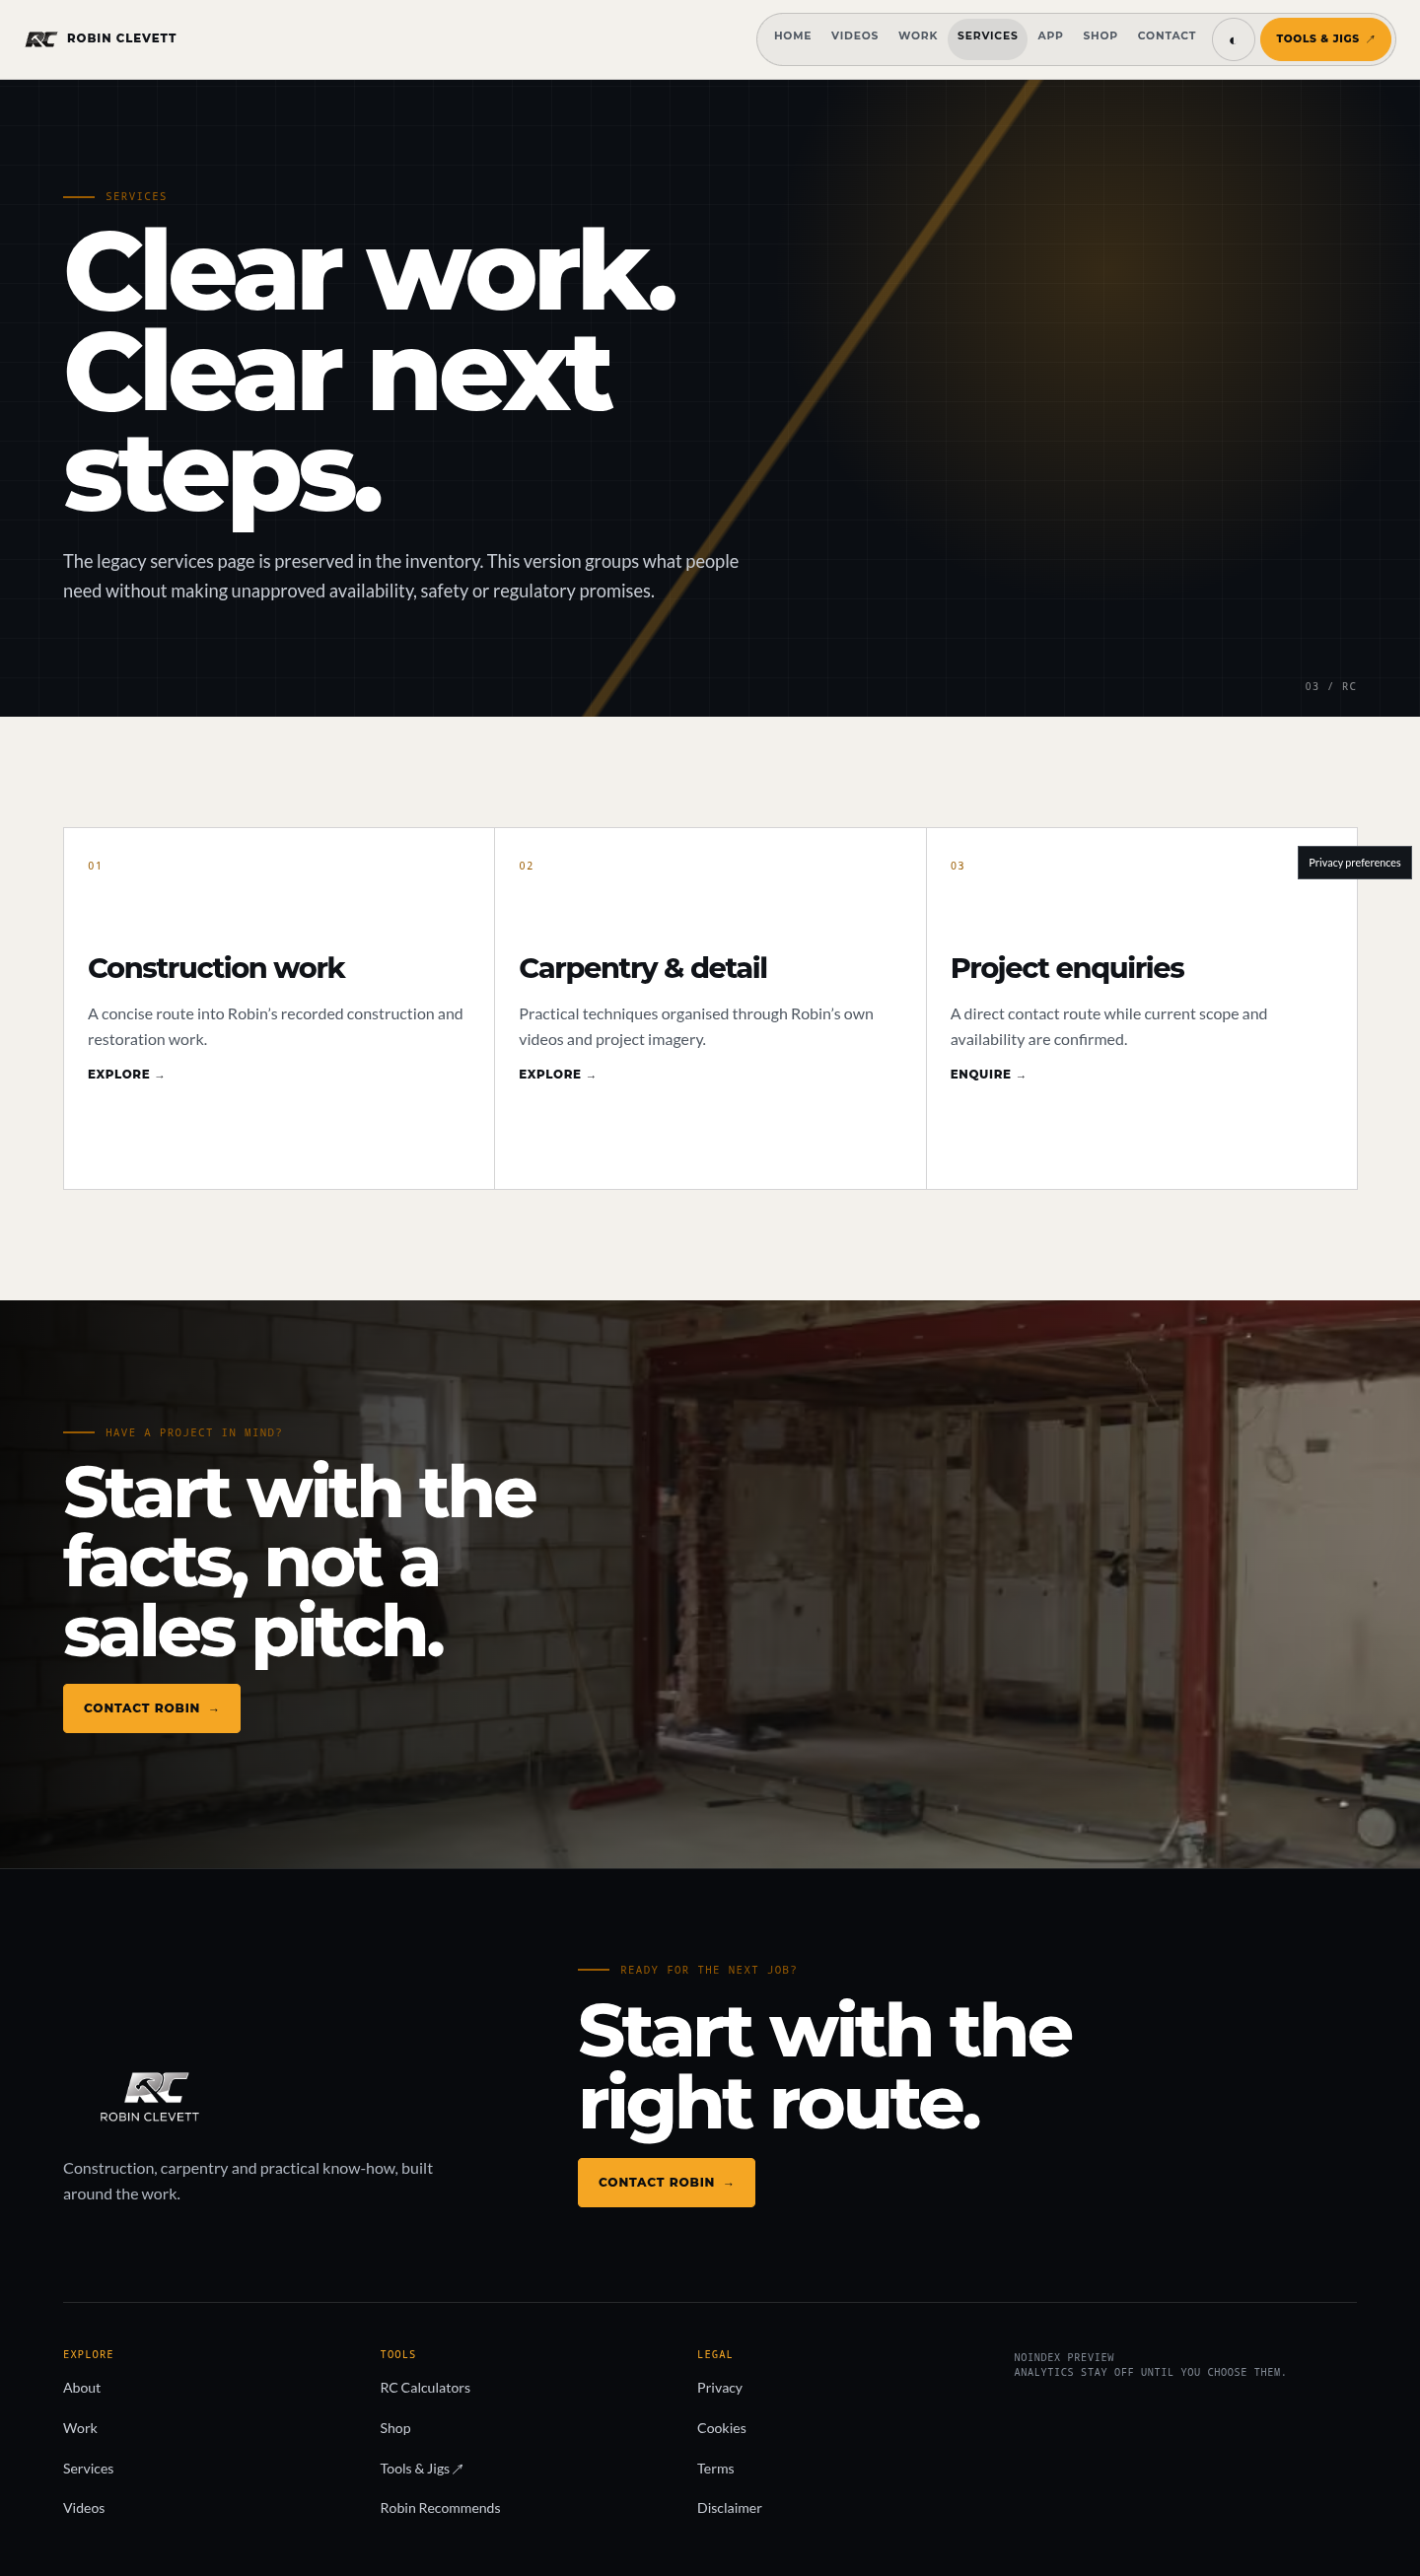 RC ROBIN CLEVETT
HOME VIDEOS WORK SERVICES APP SHOP CONTACT TOOLS & JIGS ↗
SERVICES
Clear work.
Clear next
steps.
The legacy services page is preserved in the inventory. This version groups what people
need without making unapproved availability, safety or regulatory promises.
03 / RC
Privacy preferences
01
Construction work
A concise route into Robin’s recorded construction and
restoration work.
EXPLORE →
02
Carpentry & detail
Practical techniques organised through Robin’s own
videos and project imagery.
EXPLORE →
03
Project enquiries
A direct contact route while current scope and
availability are confirmed.
ENQUIRE →
HAVE A PROJECT IN MIND?
Start with the
facts, not a
sales pitch.
CONTACT ROBIN →
RC
ROBIN CLEVETT
Construction, carpentry and practical know-how, built
around the work.
READY FOR THE NEXT JOB?
Start with the
right route.
CONTACT ROBIN →
EXPLORE
About
Work
Services
Videos
TOOLS
RC Calculators
Shop
Tools & Jigs ↗
Robin Recommends
LEGAL
Privacy
Cookies
Terms
Disclaimer
NOINDEX PREVIEW
ANALYTICS STAY OFF UNTIL YOU CHOOSE THEM.